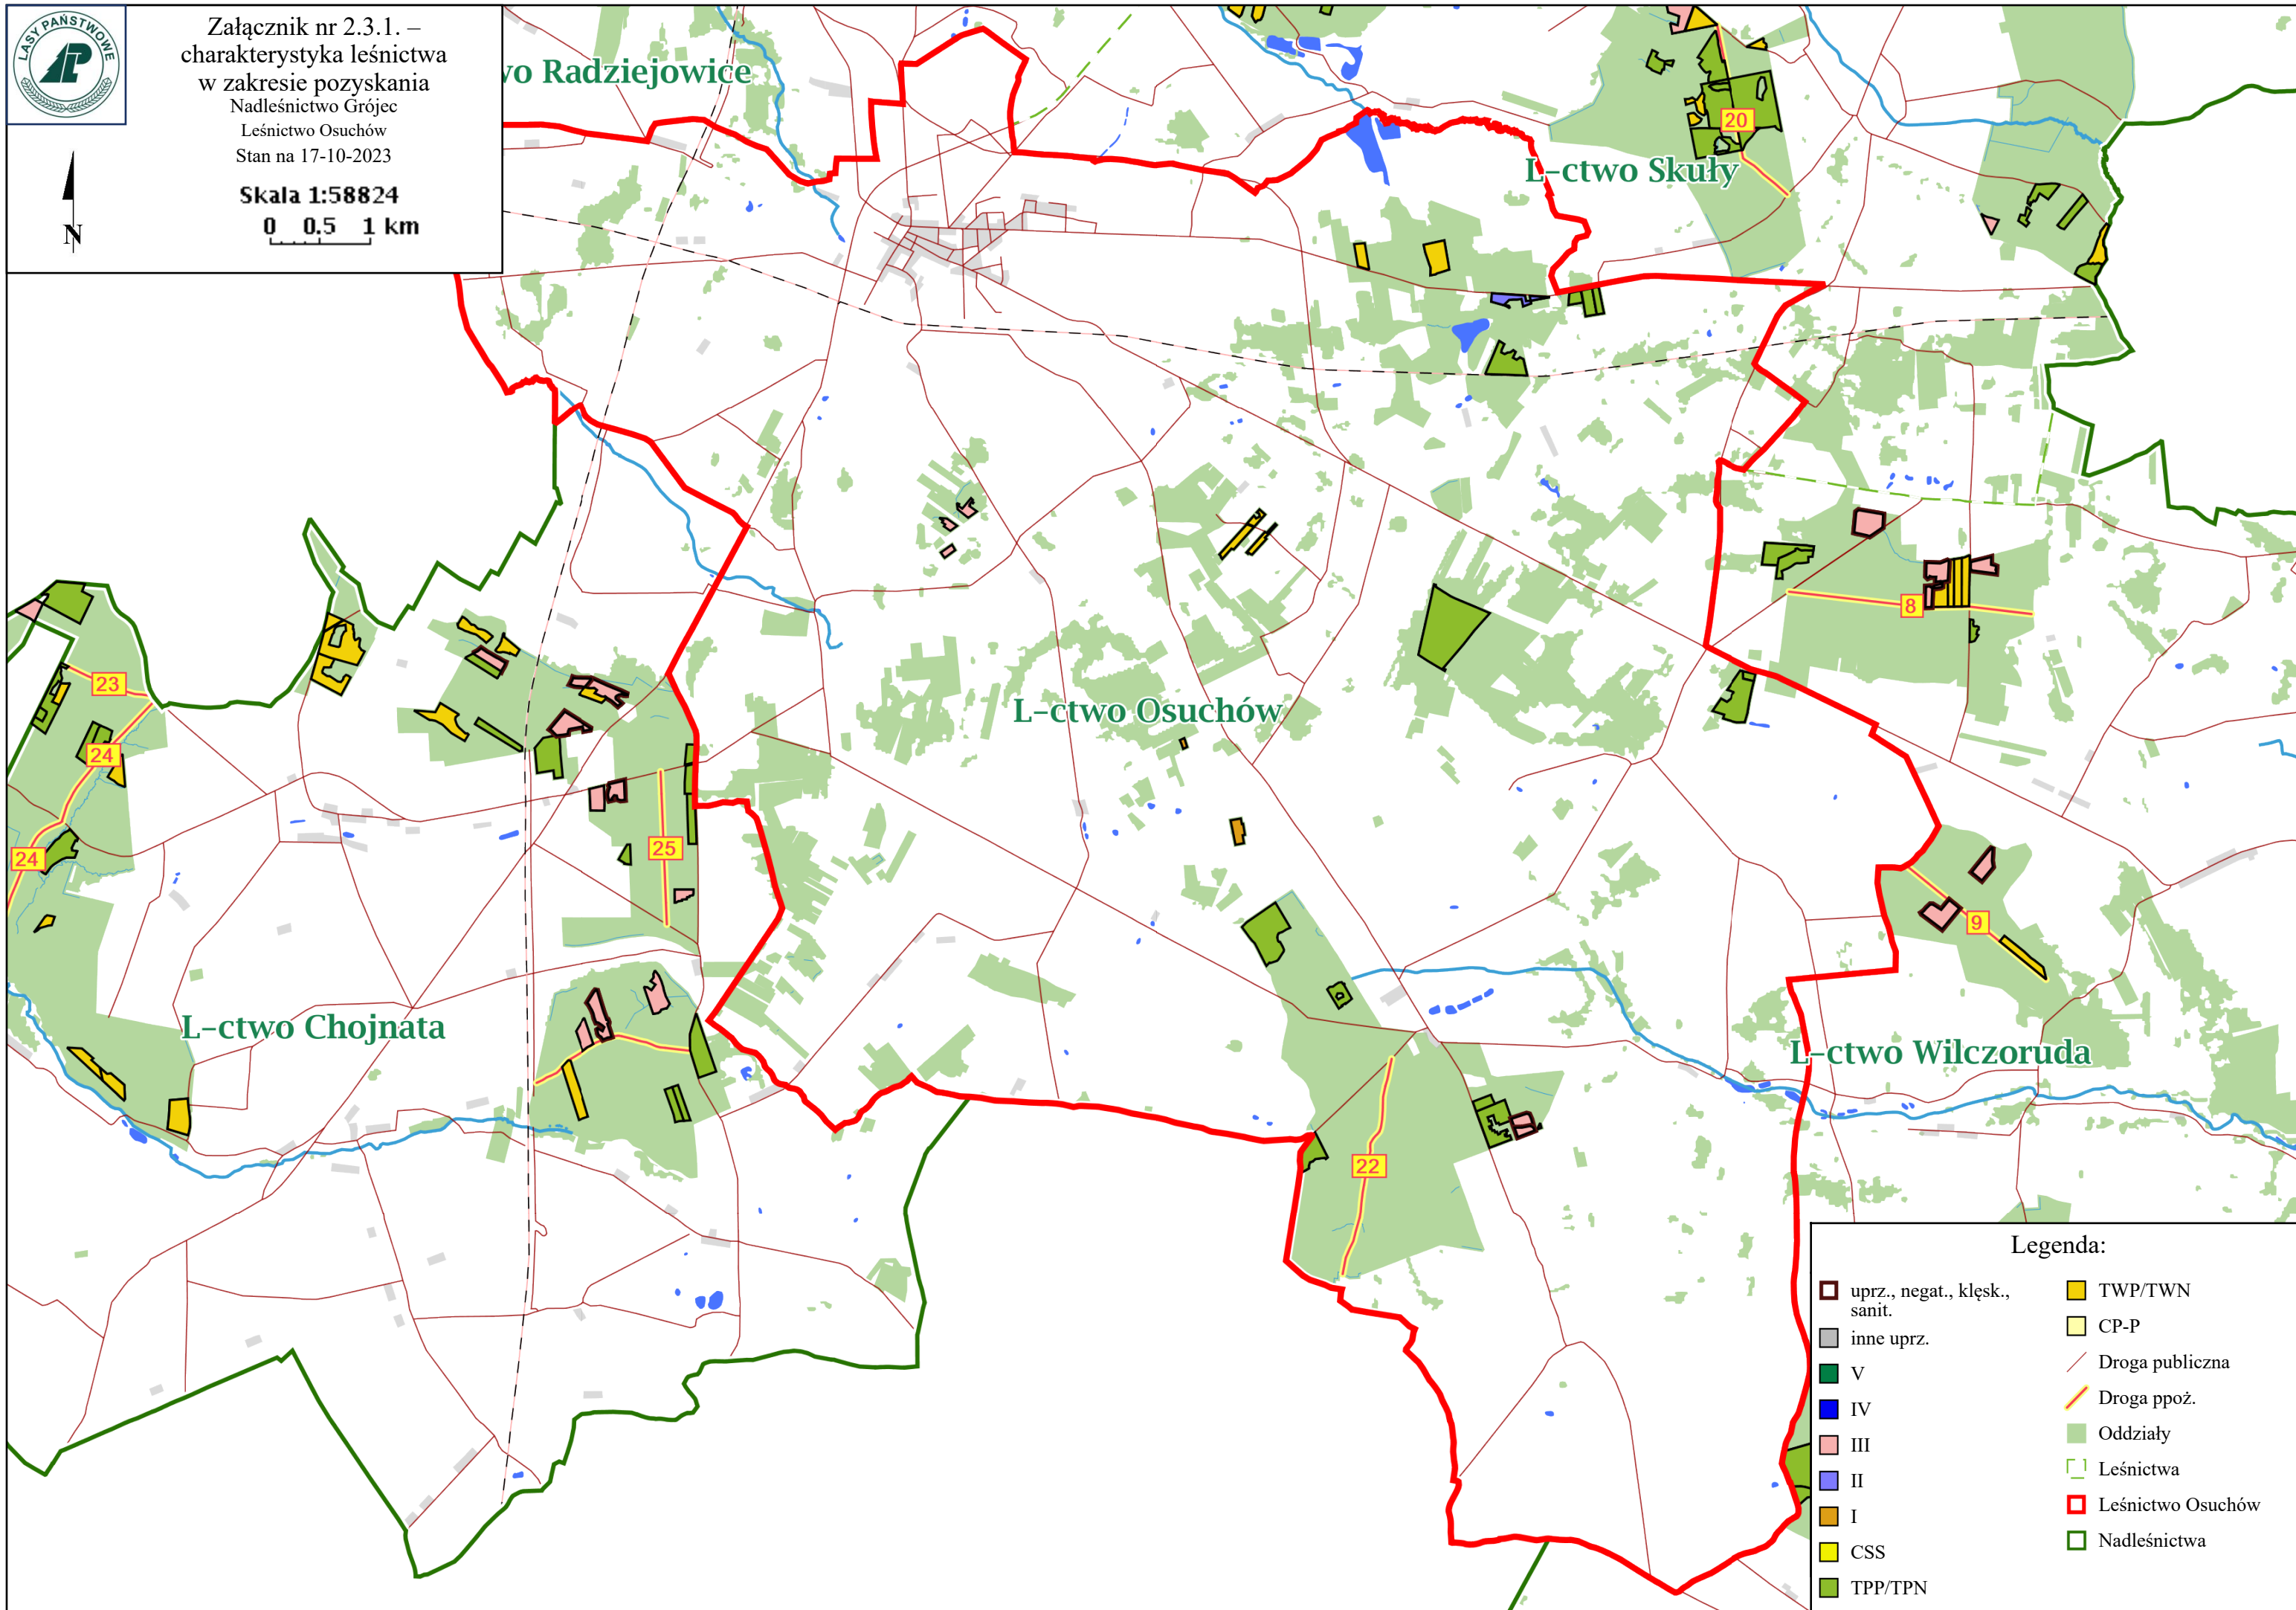 LASY PAŃSTWOWE
Załącznik nr 2.3.1. –
charakterystyka leśnictwa
w zakresie pozyskania
Nadleśnictwo Grójec
Leśnictwo Osuchów
Stan na 17-10-2023
Skala 1:58824
0 0.5 1 km
N
vo Radziejowice
20
L-ctwo Skuły
8
23
L-ctwo Osuchów
24
25
24
9
L-ctwo Chojnata
L-ctwo Wilczoruda
22
Legenda:
uprz., negat., klęsk.,
sanit.
inne uprz.
V
IV
III
II
I
CSS
TPP/TPN
TWP/TWN
CP-P
Droga publiczna
Droga ppoż.
Oddziały
Leśnictwa
Leśnictwo Osuchów
Nadleśnictwa